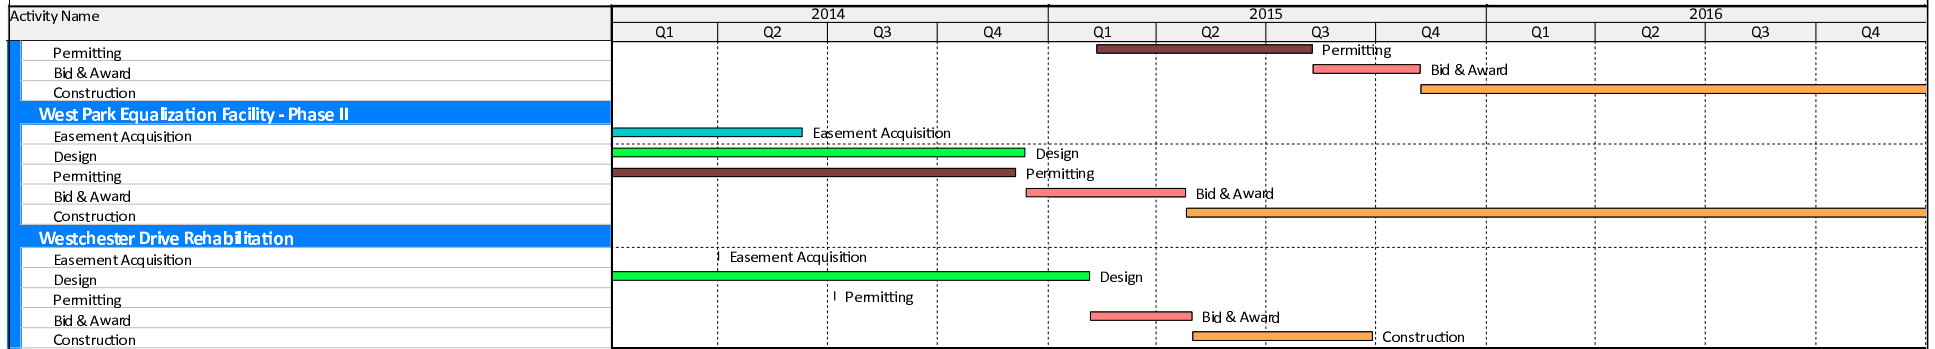 Activity Name 2014 2015 2016
Q1 Q2 Q3 Q4 Q1 Q2 Q3 Q4 Q1 Q2 Q3 Q4
Permitting Permitting
Bid & Award Bid & Award
Construction
West Park Equalization Facility - Phase II
Easement Acquisition Easement Acquisition
Design Design
Permitting Permitting
Bid & Award Bid & Award
Construction
Westchester Drive Rehabilitation
Easement Acquisition Easement Acquisition
Design Design
Permitting Permitting
Bid & Award Bid & Award
Construction Construction